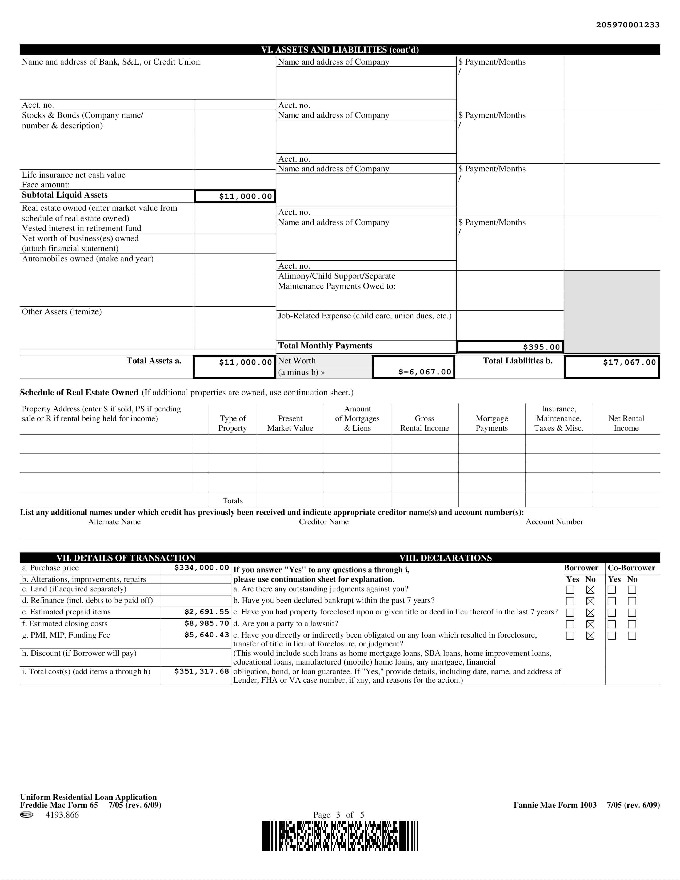 205970001233
VI. ASSETS AND LIABILITIES (cont'd)
Name and address of Bank, S&L, or Credit Union
Name and address of Company
$ Payment/Months
/
Acct. no.
Acct. no.
Stocks & Bonds (Company name/
number & description)
Name and address of Company
$ Payment/Months
/
Acct. no.
Name and address of Company
$ Payment/Months
/
Life insurance net cash value
Face amount:
Subtotal Liquid Assets
$11,000.00
Real estate owned (enter market value from
schedule of real estate owned)
Acct. no.
Name and address of Company
$ Payment/Months
/
Vested interest in retirement fund
Net worth of business(es) owned
(attach financial statement)
Automobiles owned (make and year)
Acct. no.
Alimony/Child Support/Separate
Maintenance Payments Owed to:
Other Assets (itemize)
Job-Related Expense (child care, union dues, etc.)
Total Monthly Payments
$395.00
Total Assets a.
$11,000.00
Net Worth
(a minus b) »
$-6,067.00
Total Liabilities b.
$17,067.00
Schedule of Real Estate Owned (If additional properties are owned, use continuation sheet.)
Property Address (enter S if sold, PS if pending
sale or R if rental being held for income)
Type of
Property
Present
Market Value
Amount
of Mortgages
& Liens
Gross
Rental Income
Mortgage
Payments
Insurance,
Maintenance,
Taxes & Misc.
Net Rental
Income
Totals
List any additional names under which credit has previously been received and indicate appropriate creditor name(s) and account number(s):
Alternate Name Creditor Name Account Number
VII. DETAILS OF TRANSACTION
VIII. DECLARATIONS
a. Purchase price $334,000.00
b. Alterations, improvements, repairs
c. Land (if acquired separately)
d. Refinance (incl. debts to be paid off)
e. Estimated prepaid items $2,691.55
f. Estimated closing costs $8,985.70
g. PMI, MIP, Funding Fee $5,640.43
h. Discount (if Borrower will pay)
i. Total cost(s) (add items a through h) $351,317.68
If you answer "Yes" to any questions a through i,
please use continuation sheet for explanation.
Borrower Co-Borrower
Yes No Yes No
a. Are there any outstanding judgments against you?
b. Have you been declared bankrupt within the past 7 years?
c. Have you had property foreclosed upon or given title or deed in lieu thereof in the last 7 years?
d. Are you a party to a lawsuit?
e. Have you directly or indirectly been obligated on any loan which resulted in foreclosure,
transfer of title in lieu of foreclosure, or judgment?
(This would include such loans as home mortgage loans, SBA loans, home improvement loans,
educational loans, manufactured (mobile) home loans, any mortgage, financial
obligation, bond, or loan guarantee. If "Yes," provide details, including date, name, and address of
Lender, FHA or VA case number, if any, and reasons for the action.)
Uniform Residential Loan Application
Freddie Mac Form 65 7/05 (rev. 6/09)
Fannie Mae Form 1003 7/05 (rev. 6/09)
4193.866
Page 3 of 5